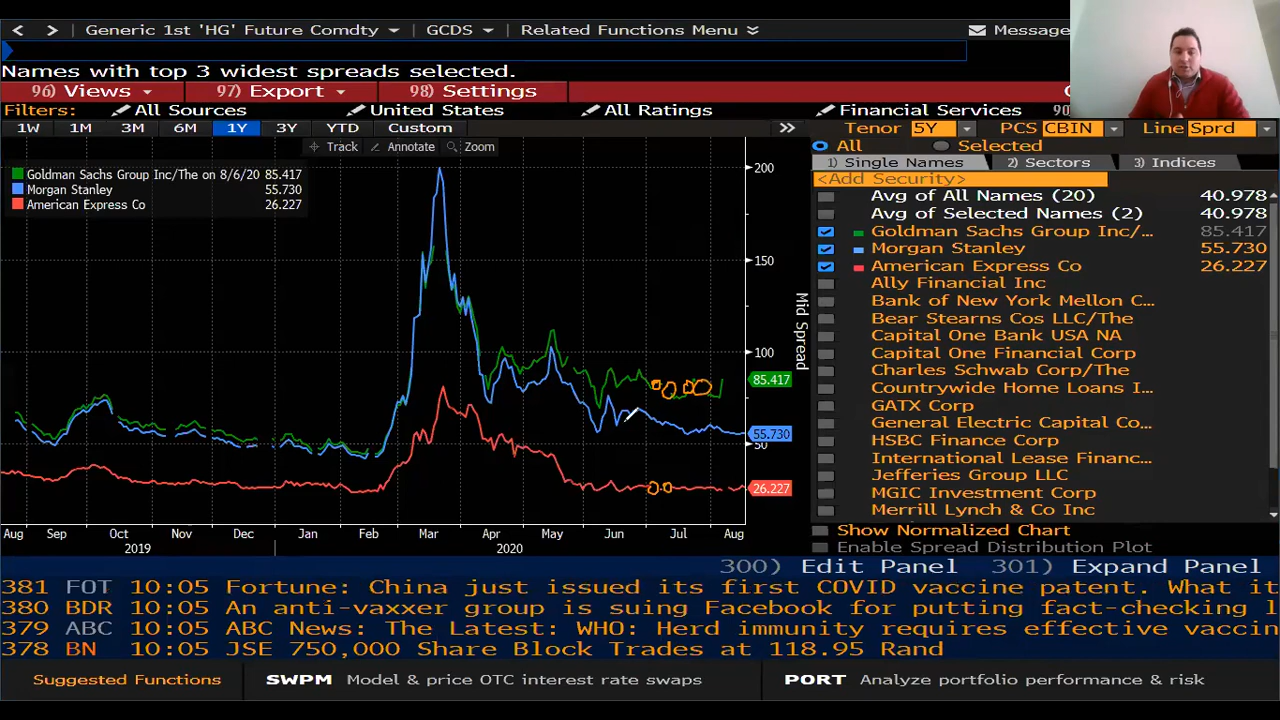 Generic 1st 'HG' Future Comdty GCDS Related Functions Menu Message
Names with top 3 widest spreads selected.
96) Views 97) Export 98) Settings
Filters: All Sources United States All Ratings Financial Services 90
1W 1M 3M 6M 1Y 3Y YTD Custom Tenor 5Y PCS CBIN Line Sprd
Track Annotate Zoom All Selected
1) Single Names 2) Sectors 3) Indices
<Add Security>
Goldman Sachs Group Inc/The on 8/6/20 85.417
Morgan Stanley 55.730
American Express Co 26.227
Avg of All Names (20) 40.978
Avg of Selected Names (2) 40.978
Goldman Sachs Group Inc/... 85.417
Morgan Stanley 55.730
American Express Co 26.227
Ally Financial Inc
Bank of New York Mellon C...
Bear Stearns Cos LLC/The
Capital One Bank USA NA
Capital One Financial Corp
Charles Schwab Corp/The
Countrywide Home Loans I...
GATX Corp
General Electric Capital Co...
HSBC Finance Corp
International Lease Financ...
Jefferies Group LLC
MGIC Investment Corp
Merrill Lynch & Co Inc
200
150
100
50
Mid Spread
85.417
55.730
26.227
Aug Sep Oct Nov Dec Jan Feb Mar Apr May Jun Jul Aug
2019 2020
Show Normalized Chart
Enable Spread Distribution Plot
300) Edit Panel 301) Expand Panel
381 FOT 10:05 Fortune: China just issued its first COVID vaccine patent. What it
380 BDR 10:05 An anti-vaxxer group is suing Facebook for putting fact-checking l
379 ABC 10:05 ABC News: The Latest: WHO: Herd immunity requires effective vaccin
378 BN 10:05 JSE 750,000 Share Block Trades at 118.95 Rand
Suggested Functions SWPM Model & price OTC interest rate swaps PORT Analyze portfolio performance & risk